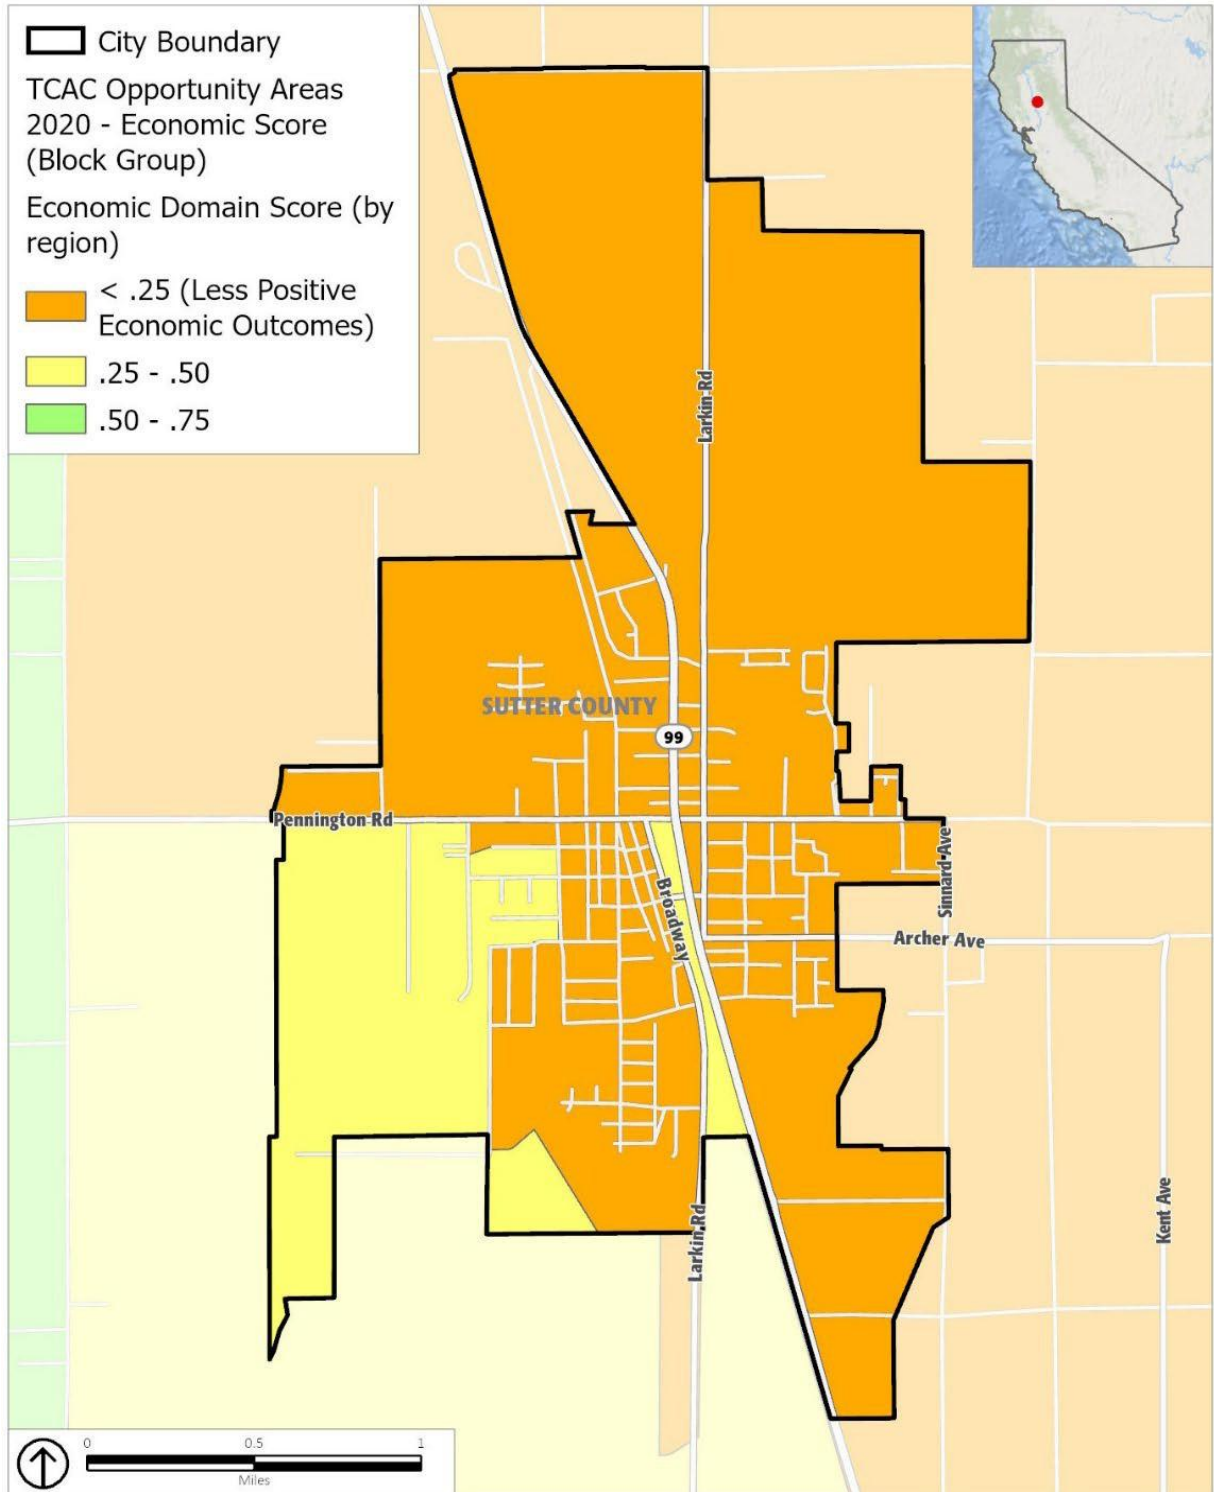 City Boundary
TCAC Opportunity Areas
2020 - Economic Score
(Block Group)
Economic Domain Score (by
region)
< .25 (Less Positive
Economic Outcomes)
.25 - .50
.50 - .75
Larkin Rd
SUTTER COUNTY
99
Pennington Rd
Sinnard Ave
Broadway
Archer Ave
Larkin Rd
Kent Ave
0 0.5 1
Miles